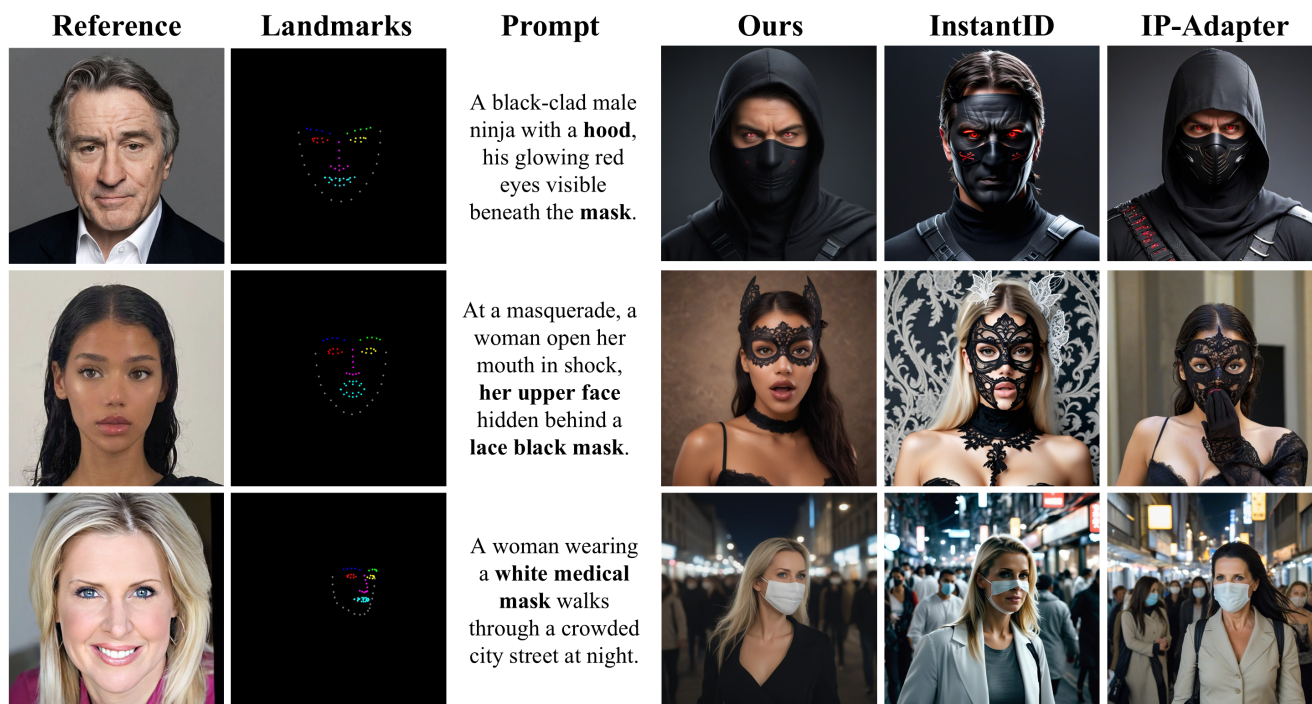 Reference Landmarks Prompt Ours InstantID IP-Adapter
A black-clad male
ninja with a hood,
his glowing red
eyes visible
beneath the mask.
At a masquerade, a
woman open her
mouth in shock,
her upper face
hidden behind a
lace black mask.
A woman wearing
a white medical
mask walks
through a crowded
city street at night.